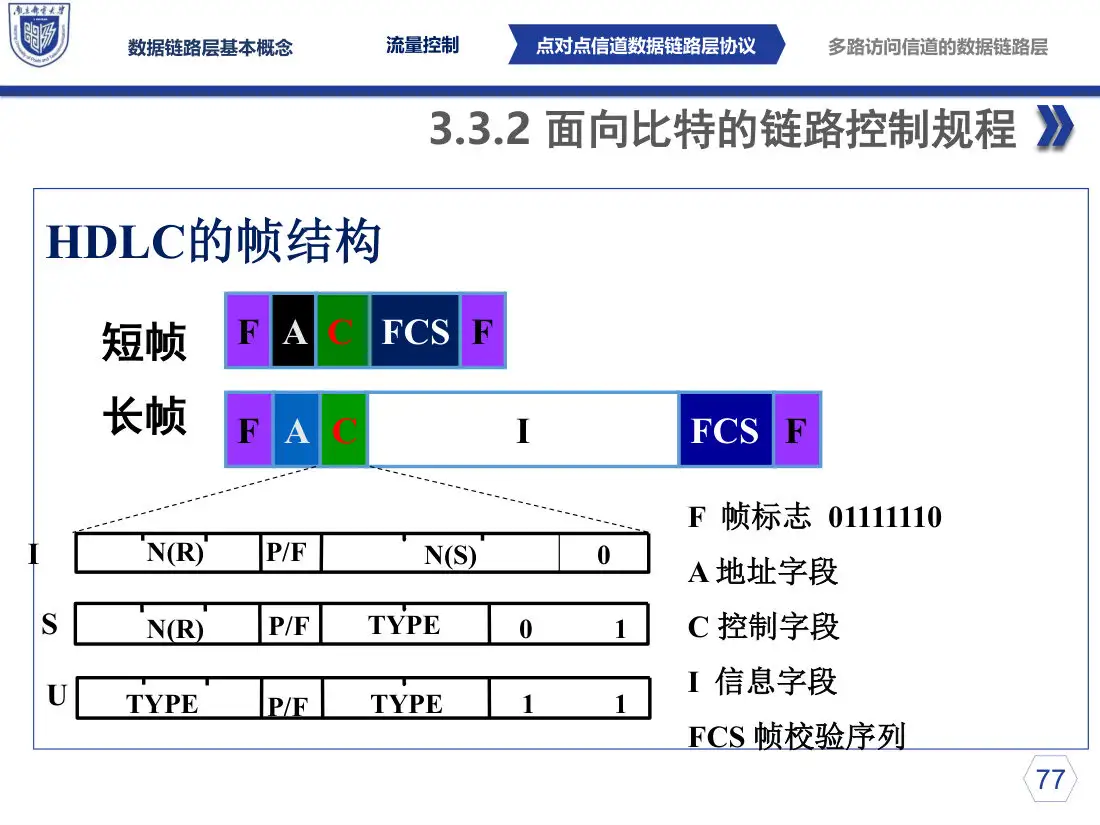 数据链路层基本概念
流量控制
点对点信道数据链路层协议
多路访问信道的数据链路层
3.3.2 面向比特的链路控制规程
HDLC的帧结构
短帧
F A C FCS F
长帧
F A C I FCS F
I N(R) P/F N(S) 0
S N(R) P/F TYPE 0 1
U TYPE P/F TYPE 1 1
F 帧标志 01111110
A 地址字段
C 控制字段
I 信息字段
FCS 帧校验序列
77